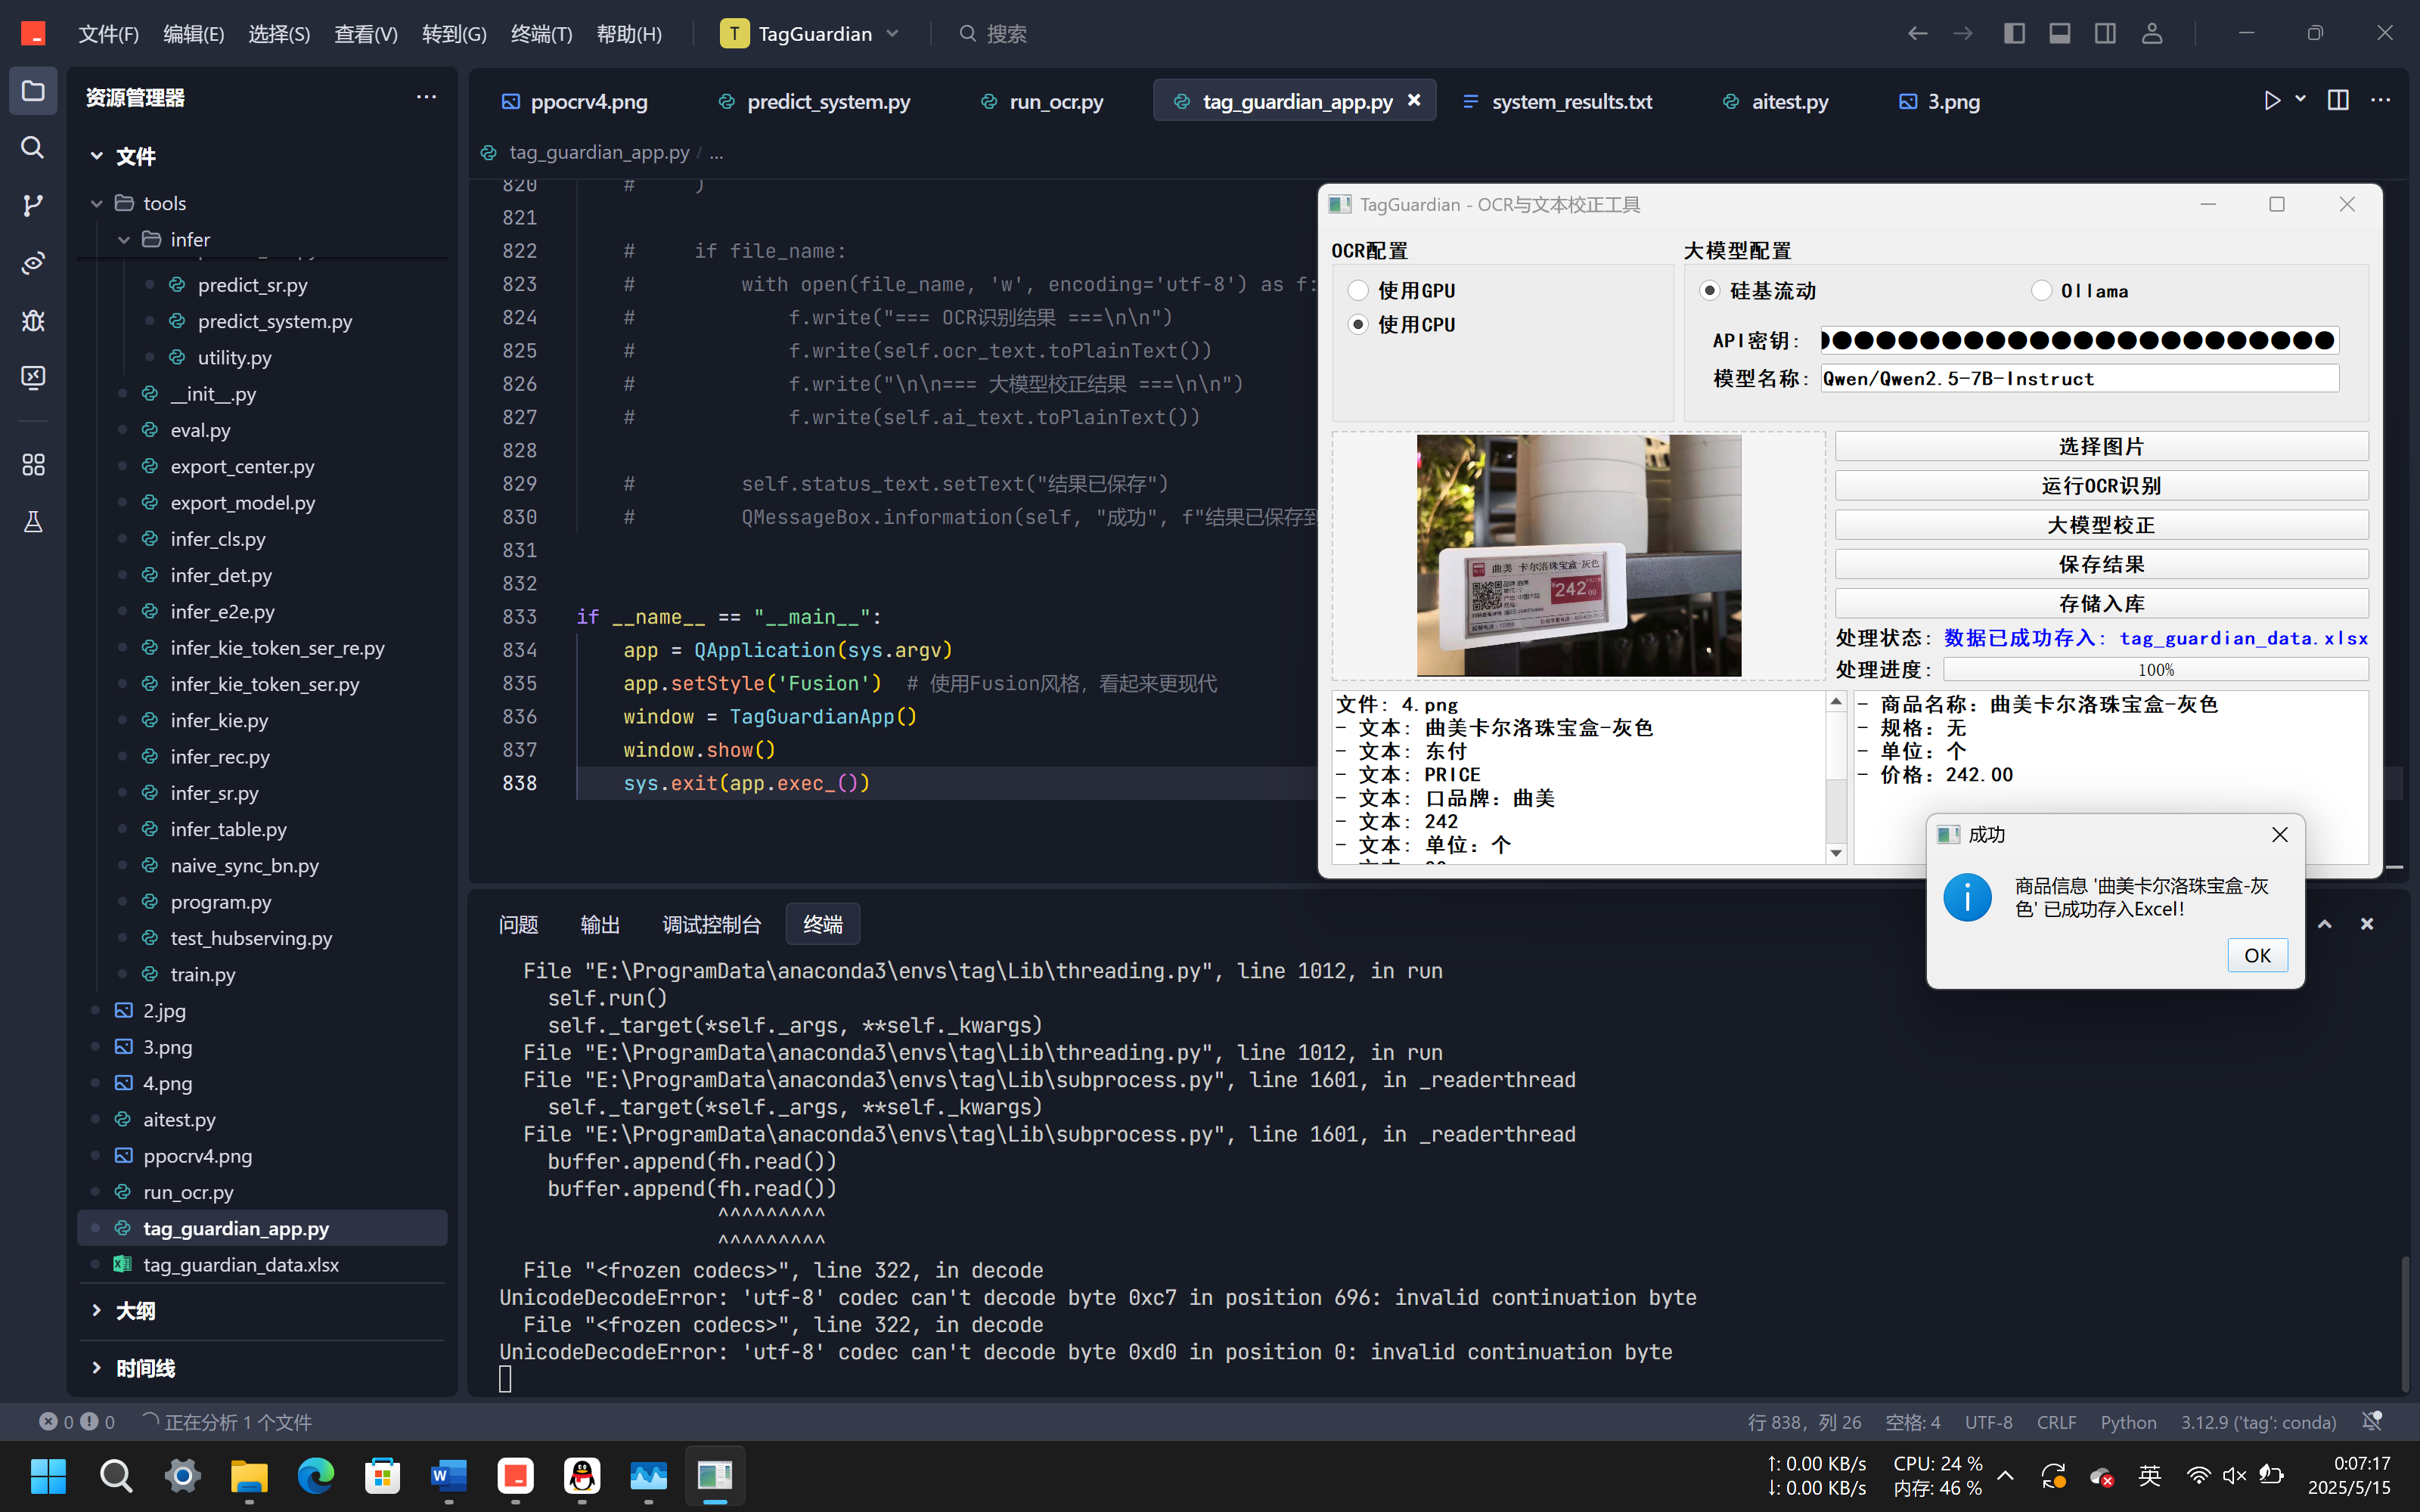 文件(F) 编辑(E) 选择(S) 查看(V) 转到(G) 终端(T) 帮助(H) T TagGuardian 搜索
资源管理器
文件
tools
infer
predict_sr.py
predict_system.py
utility.py
__init__.py
eval.py
export_center.py
export_model.py
infer_cls.py
infer_det.py
infer_e2e.py
infer_kie_token_ser_re.py
infer_kie_token_ser.py
infer_kie.py
infer_rec.py
infer_sr.py
infer_table.py
naive_sync_bn.py
program.py
test_hubserving.py
train.py
2.jpg
3.png
4.png
aitest.py
ppocrv4.png
run_ocr.py
tag_guardian_app.py
tag_guardian_data.xlsx
大纲
时间线
ppocrv4.png predict_system.py run_ocr.py tag_guardian_app.py system_results.txt aitest.py 3.png
tag_guardian_app.py / ...
820 # )
821
822 # if file_name:
823 # with open(file_name, 'w', encoding='utf-8') as f:
824 # f.write("=== OCR识别结果 ===\n\n")
825 # f.write(self.ocr_text.toPlainText())
826 # f.write("\n\n=== 大模型校正结果 ===\n\n")
827 # f.write(self.ai_text.toPlainText())
828
829 # self.status_text.setText("结果已保存")
830 # QMessageBox.information(self, "成功", f"结果已保存到
831
832
833 if __name__ == "__main__":
834 app = QApplication(sys.argv)
835 app.setStyle('Fusion') # 使用Fusion风格，看起来更现代
836 window = TagGuardianApp()
837 window.show()
838 sys.exit(app.exec_())
TagGuardian - OCR与文本校正工具
OCR配置
使用GPU
使用CPU
大模型配置
硅基流动 Ollama
API密钥: ●●●●●●●●●●●●●●●●●●●●●●●
模型名称: Qwen/Qwen2.5-7B-Instruct
曲美 卡尔洛珠宝盒-灰色
242 00
选择图片
运行OCR识别
大模型校正
保存结果
存储入库
处理状态: 数据已成功存入: tag_guardian_data.xlsx
处理进度: 100%
文件: 4.png
- 文本: 曲美卡尔洛珠宝盒-灰色
- 文本: 东付
- 文本: PRICE
- 文本: 口品牌：曲美
- 文本: 242
- 文本: 单位：个
- 商品名称：曲美卡尔洛珠宝盒-灰色
- 规格：无
- 单位：个
- 价格：242.00
成功
商品信息 '曲美卡尔洛珠宝盒-灰
色' 已成功存入Excel！
OK
问题 输出 调试控制台 终端
File "E:\ProgramData\anaconda3\envs\tag\Lib\threading.py", line 1012, in run
self.run()
self._target(*self._args, **self._kwargs)
File "E:\ProgramData\anaconda3\envs\tag\Lib\threading.py", line 1012, in run
File "E:\ProgramData\anaconda3\envs\tag\Lib\subprocess.py", line 1601, in _readerthread
self._target(*self._args, **self._kwargs)
File "E:\ProgramData\anaconda3\envs\tag\Lib\subprocess.py", line 1601, in _readerthread
buffer.append(fh.read())
buffer.append(fh.read())
^^^^^^^^^
^^^^^^^^^
File "<frozen codecs>", line 322, in decode
UnicodeDecodeError: 'utf-8' codec can't decode byte 0xc7 in position 696: invalid continuation byte
File "<frozen codecs>", line 322, in decode
UnicodeDecodeError: 'utf-8' codec can't decode byte 0xd0 in position 0: invalid continuation byte
0 0 正在分析 1 个文件 行 838，列 26 空格: 4 UTF-8 CRLF Python 3.12.9 ('tag': conda)
↑: 0.00 KB/s CPU: 24 % 英 0:07:17
↓: 0.00 KB/s 内存: 46 % 2025/5/15